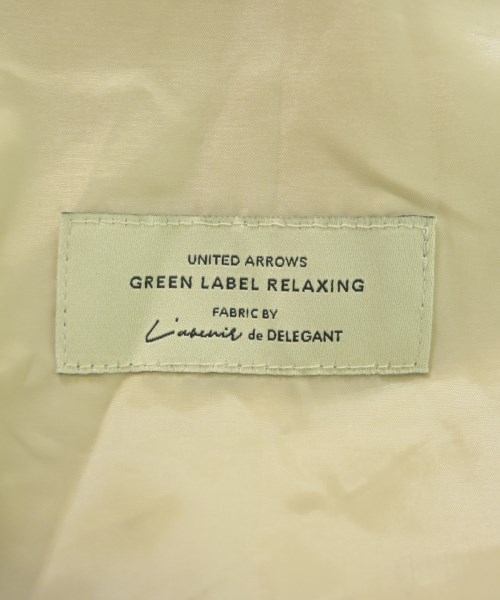 UNITED ARROWS
GREEN LABEL RELAXING
FABRIC BY
L'avenir de DELEGANT